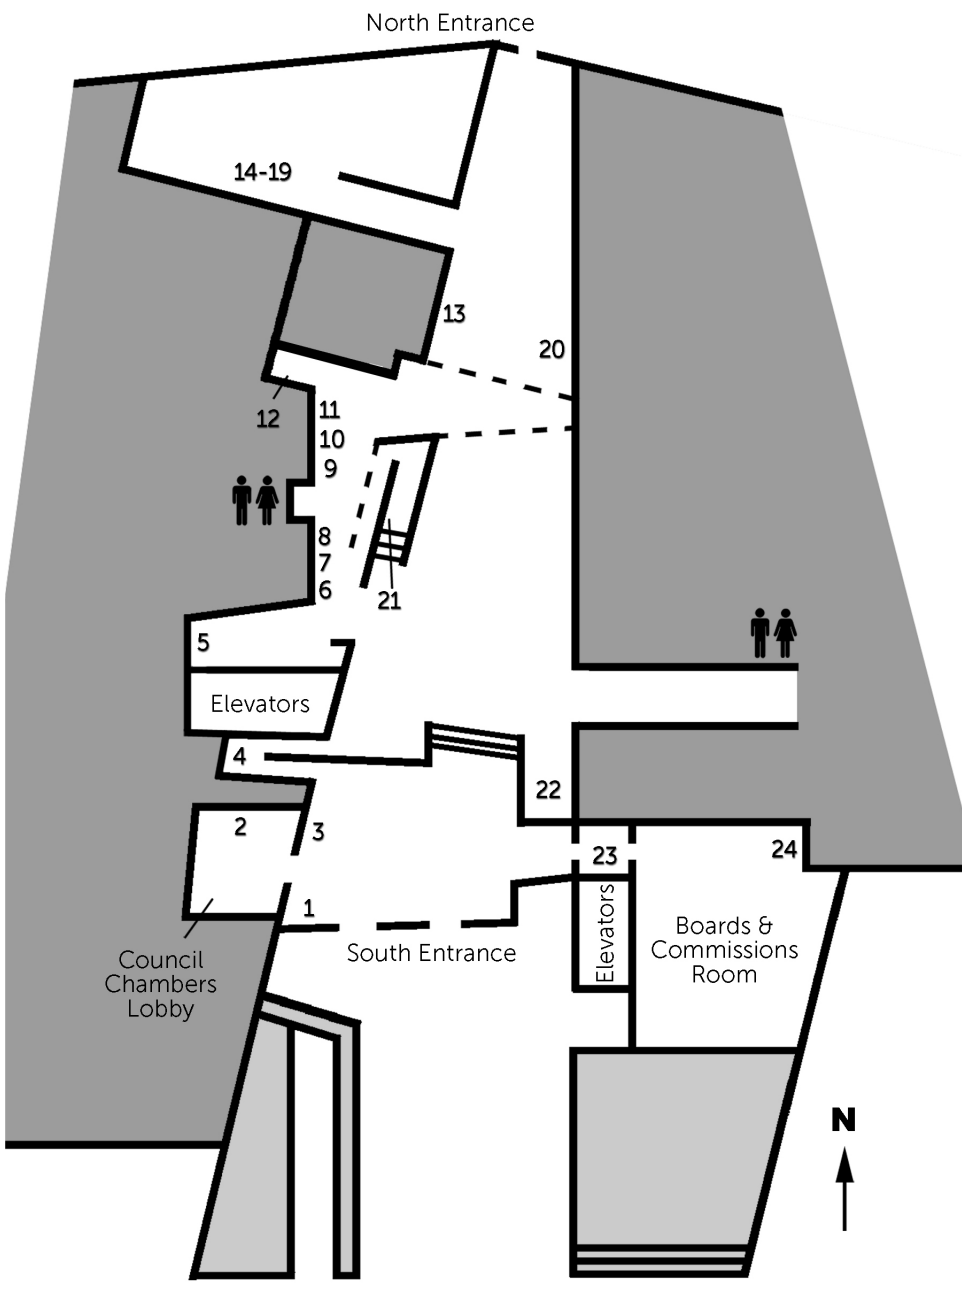 North Entrance
14-19
13
20
12
11
10
9
8
7
6
21
5
Elevators
4
22
2
3
23
24
1
Elevators
South Entrance
Boards &
Commissions
Room
Council
Chambers
Lobby
N